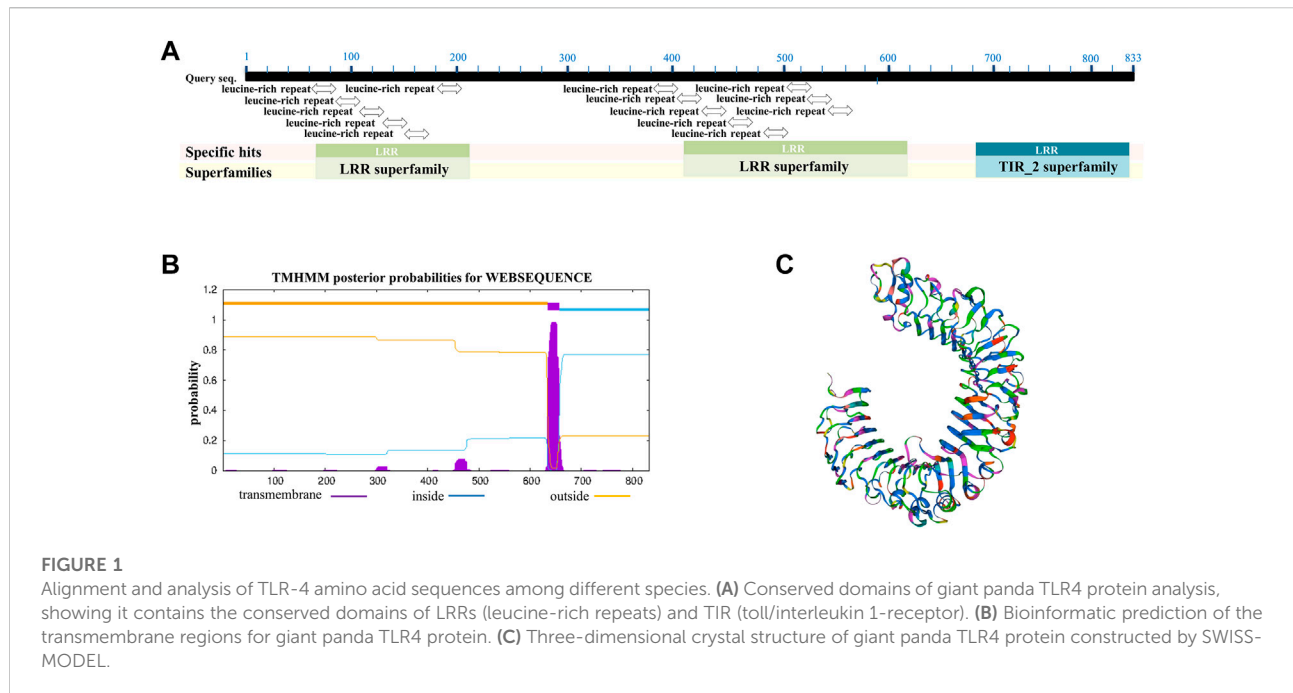 A
1 100 200 300 400 500 600 700 800 833
Query seq.
leucine-rich repeat leucine-rich repeat leucine-rich repeat leucine-rich repeat
leucine-rich repeat leucine-rich repeat leucine-rich repeat
leucine-rich repeat leucine-rich repeat leucine-rich repeat
leucine-rich repeat leucine-rich repeat
leucine-rich repeat leucine-rich repeat
Specific hits LRR LRR LRR
Superfamilies LRR superfamily LRR superfamily TIR_2 superfamily
B
TMHMM posterior probabilities for WEBSEQUENCE
1.2
1
0.8
0.6
0.4
0.2
0
probability
100 200 300 400 500 600 700 800
transmembrane inside outside
C
FIGURE 1
Alignment and analysis of TLR-4 amino acid sequences among different species. (A) Conserved domains of giant panda TLR4 protein analysis,
showing it contains the conserved domains of LRRs (leucine-rich repeats) and TIR (toll/interleukin 1-receptor). (B) Bioinformatic prediction of the
transmembrane regions for giant panda TLR4 protein. (C) Three-dimensional crystal structure of giant panda TLR4 protein constructed by SWISS-
MODEL.